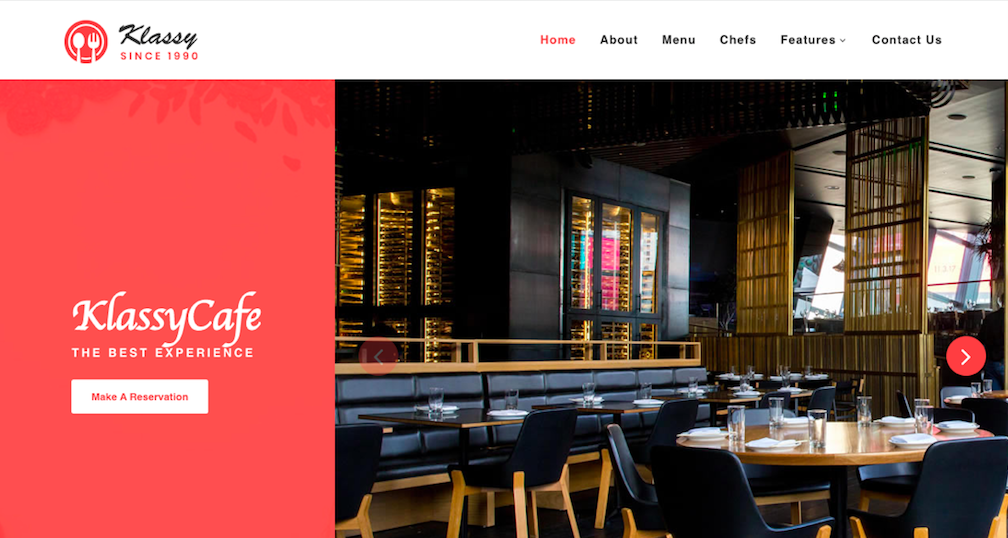 Klassy
SINCE 1990
Home About Menu Chefs Features Contact Us
KlassyCafe
THE BEST EXPERIENCE
Make A Reservation